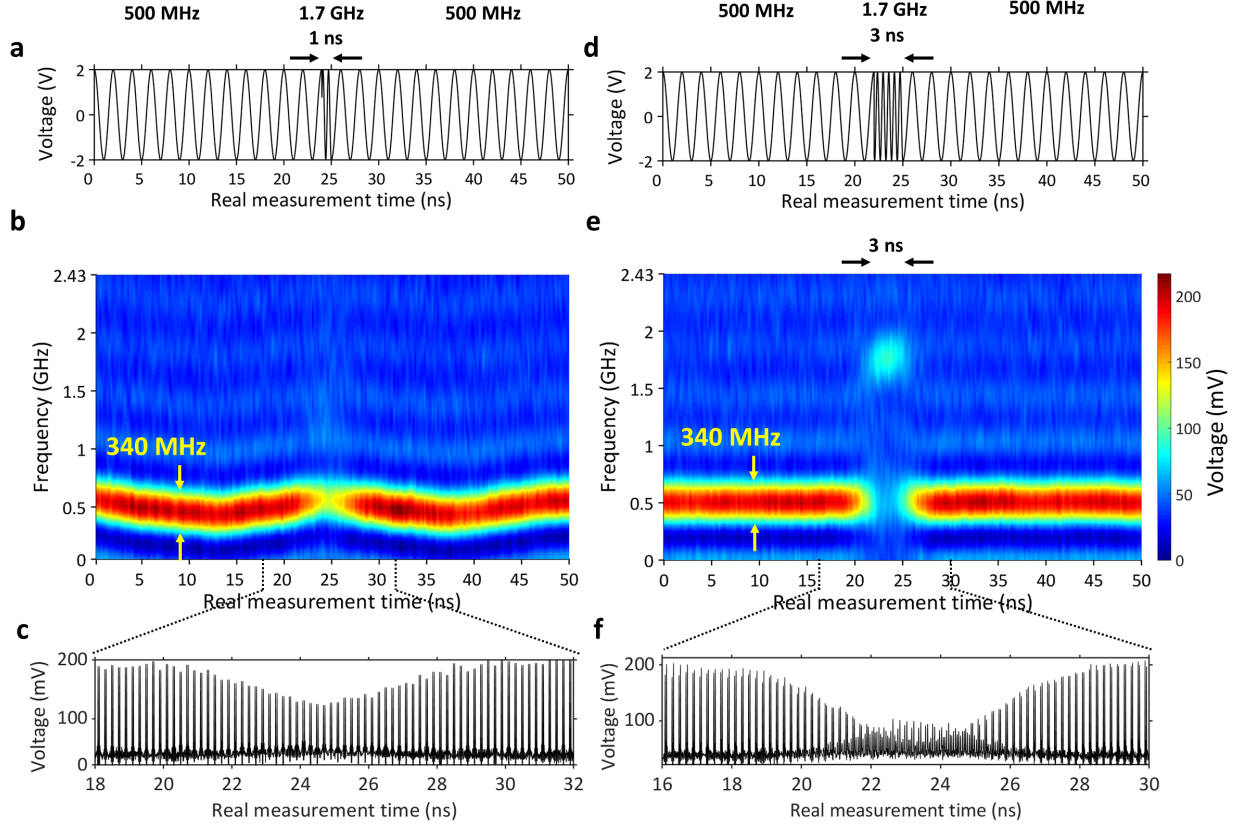 500 MHz 1.7 GHz 500 MHz
1 ns
a
Voltage (V)
2
0
-2
0 5 10 15 20 25 30 35 40 45 50
Real measurement time (ns)
b
Frequency (GHz)
2.43
2
1.5
1
0.5
0
340 MHz
0 5 10 15 20 25 30 35 40 45 50
Real measurement time (ns)
c
Voltage (mV)
200
100
0
18 20 22 24 26 28 30 32
Real measurement time (ns)
500 MHz 1.7 GHz 500 MHz
3 ns
d
Voltage (V)
2
0
-2
0 5 10 15 20 25 30 35 40 45 50
Real measurement time (ns)
e
3 ns
Frequency (GHz)
2.43
2
1.5
1
0.5
0
340 MHz
0 5 10 15 20 25 30 35 40 45 50
Real measurement time (ns)
200
150
100
50
0
Voltage (mV)
f
Voltage (mV)
200
100
16 18 20 22 24 26 28 30
Real measurement time (ns)